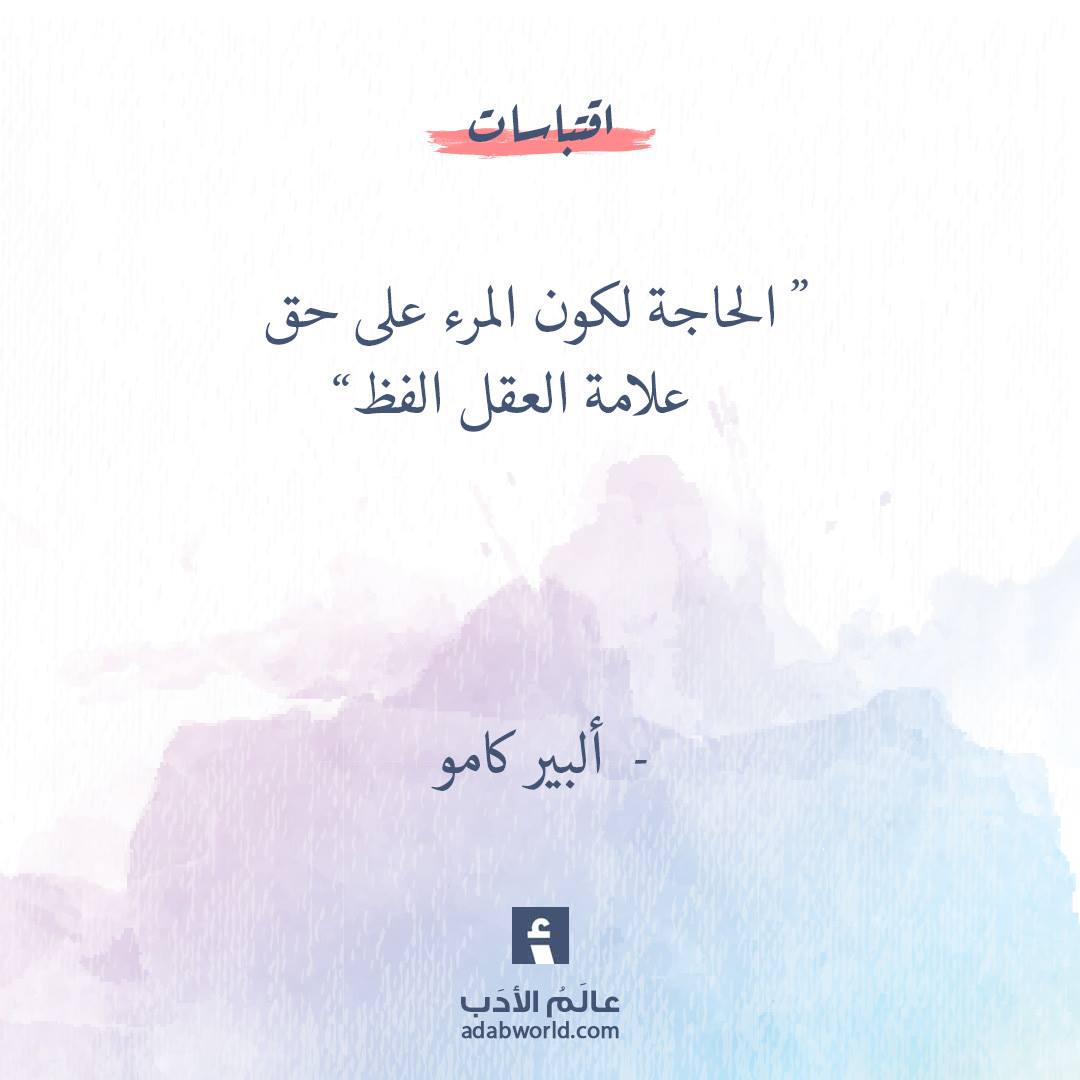 اقتباسات
” الحاجة لكون المرء على حق
علامة العقل الفظ “
- ألبير كامو
أ
عالَمُ الأدَب
adabworld.com